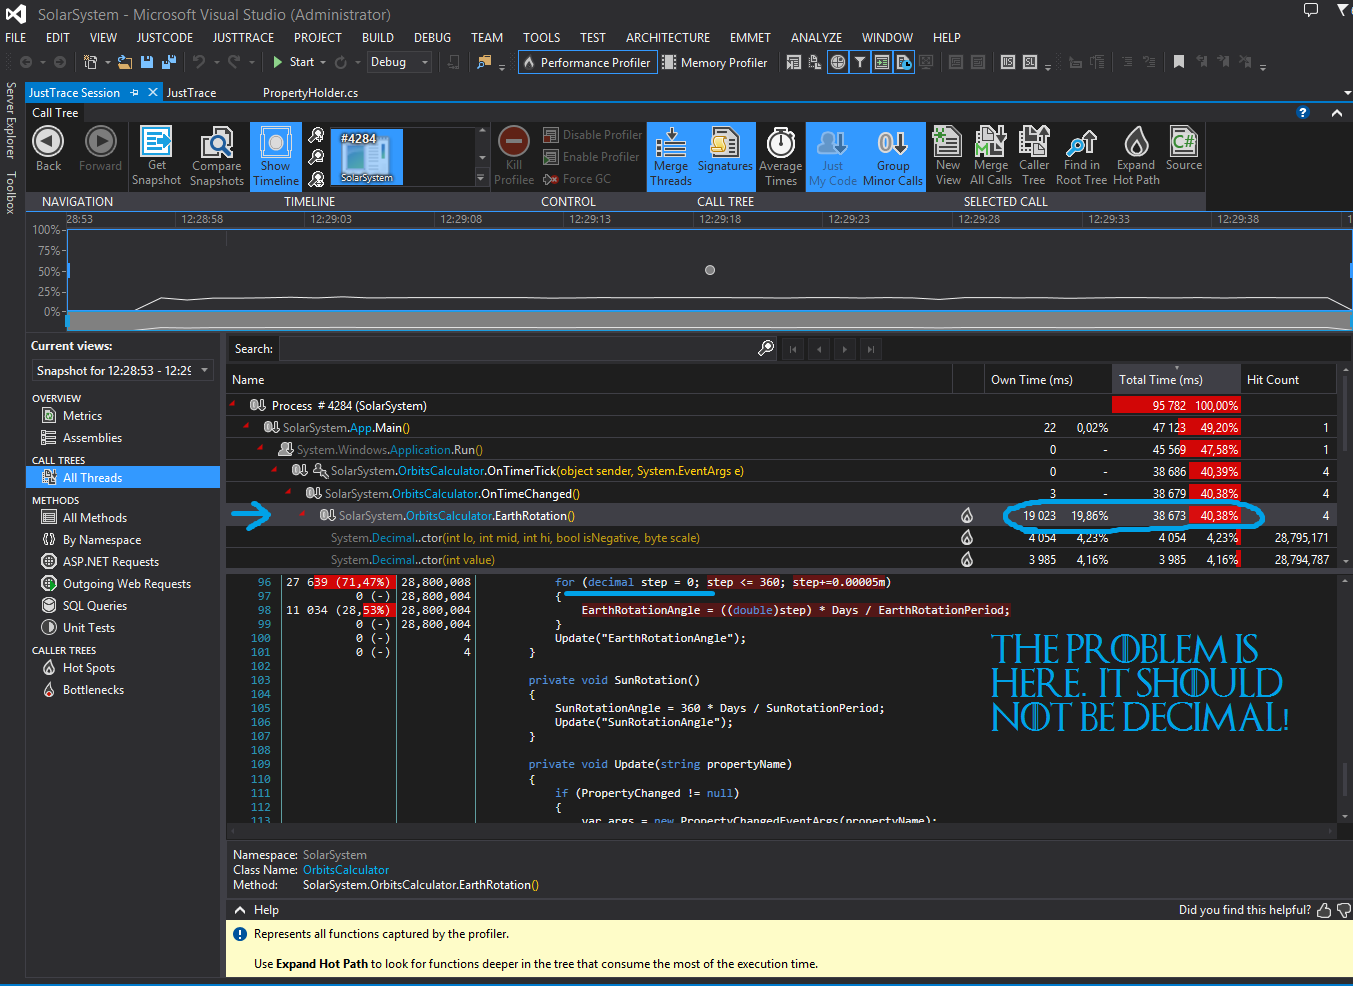 SolarSystem - Microsoft Visual Studio (Administrator)
FILE EDIT VIEW JUSTCODE JUSTTRACE PROJECT BUILD DEBUG TEAM TOOLS TEST ARCHITECTURE EMMET ANALYZE WINDOW HELP
Start Debug Performance Profiler Memory Profiler
JustTrace Session JustTrace PropertyHolder.cs
Server Explorer
Toolbox
Call Tree
Back Forward Get Snapshot Compare Snapshots Show Timeline #4284 SolarSystem Kill Profilee Disable Profiler Enable Profiler Force GC Merge Threads Signatures Average Times Just My Code Group Minor Calls New View Merge All Calls Caller Tree Find in Root Tree Expand Hot Path Source
NAVIGATION TIMELINE CONTROL CALL TREE SELECTED CALL
28:53 12:28:58 12:29:03 12:29:08 12:29:13 12:29:18 12:29:23 12:29:28 12:29:33 12:29:38
100%
75%
50%
25%
0%
Current views:
Snapshot for 12:28:53 - 12:29
OVERVIEW
Metrics
Assemblies
CALL TREES
All Threads
METHODS
All Methods
By Namespace
ASP.NET Requests
Outgoing Web Requests
SQL Queries
Unit Tests
CALLER TREES
Hot Spots
Bottlenecks
Search:
Name Own Time (ms) Total Time (ms) Hit Count
Process # 4284 (SolarSystem) 95 782 100,00%
SolarSystem.App.Main() 22 0,02% 47 123 49,20% 1
System.Windows.Application.Run() 0 - 45 569 47,58% 1
SolarSystem.OrbitsCalculator.OnTimerTick(object sender, System.EventArgs e) 0 - 38 686 40,39% 4
SolarSystem.OrbitsCalculator.OnTimeChanged() 3 - 38 679 40,38% 4
SolarSystem.OrbitsCalculator.EarthRotation() 19 023 19,86% 38 673 40,38% 4
System.Decimal..ctor(int lo, int mid, int hi, bool isNegative, byte scale) 4 054 4,23% 4 054 4,23% 28,795,171
System.Decimal..ctor(int value) 3 985 4,16% 3 985 4,16% 28,794,787
96 27 639 (71,47%) 28,800,008 for (decimal step = 0; step <= 360; step+=0.00005m)
97 0 (-) 28,800,004 {
98 11 034 (28,53%) 28,800,004 EarthRotationAngle = ((double)step) * Days / EarthRotationPeriod;
99 0 (-) 28,800,004 }
100 0 (-) 4 Update("EarthRotationAngle");
101 0 (-) 4 }
102
103 private void SunRotation()
104 {
105 SunRotationAngle = 360 * Days / SunRotationPeriod;
106 Update("SunRotationAngle");
107 }
108
109 private void Update(string propertyName)
110 {
111 if (PropertyChanged != null)
112 {
113 var args = new PropertyChangedEventArgs(propertyName);
THE PROBLEM IS
HERE. IT SHOULD
NOT BE DECIMAL!
Namespace: SolarSystem
Class Name: OrbitsCalculator
Method: SolarSystem.OrbitsCalculator.EarthRotation()
Help Did you find this helpful?
Represents all functions captured by the profiler.
Use Expand Hot Path to look for functions deeper in the tree that consume the most of the execution time.